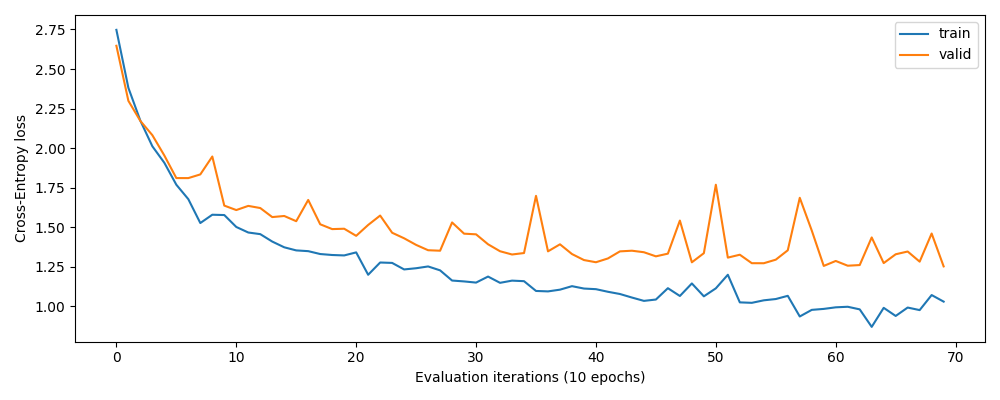 train
valid
2.75
2.50
2.25
2.00
1.75
1.50
1.25
1.00
Cross-Entropy loss
0 10 20 30 40 50 60 70
Evaluation iterations (10 epochs)